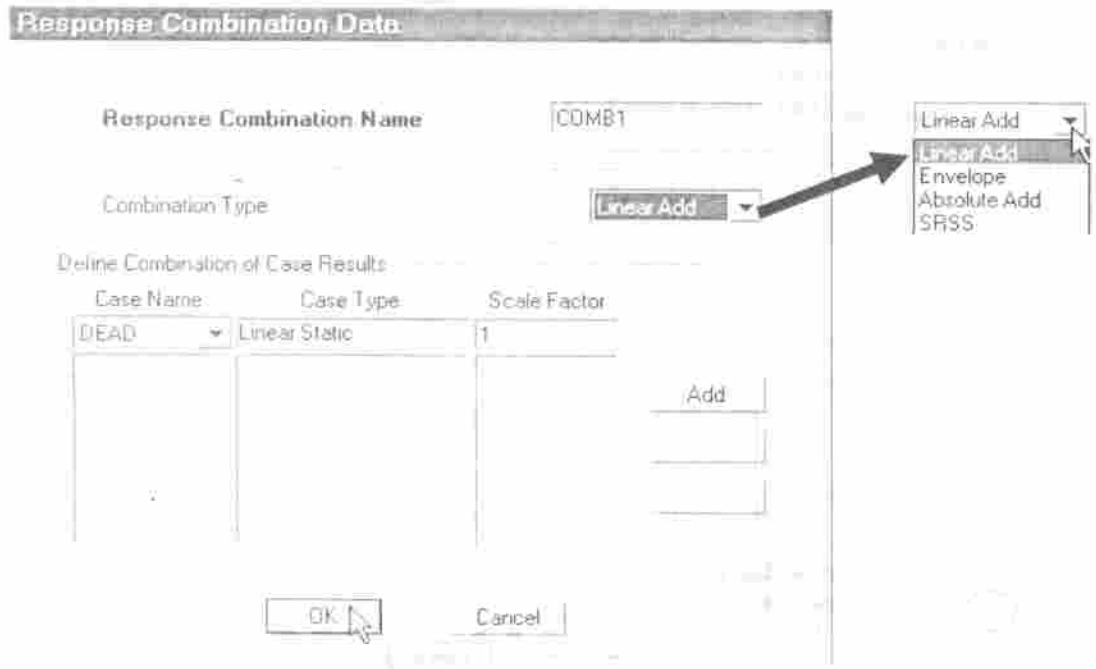 Response Combination Data
Response Combination Name COMB1
Combination Type Linear Add
Define Combination of Case Results
Case Name Case Type Scale Factor
DEAD Linear Static 1
Add
OK Cancel
Linear Add
Linear Add
Envelope
Absolute Add
SRSS